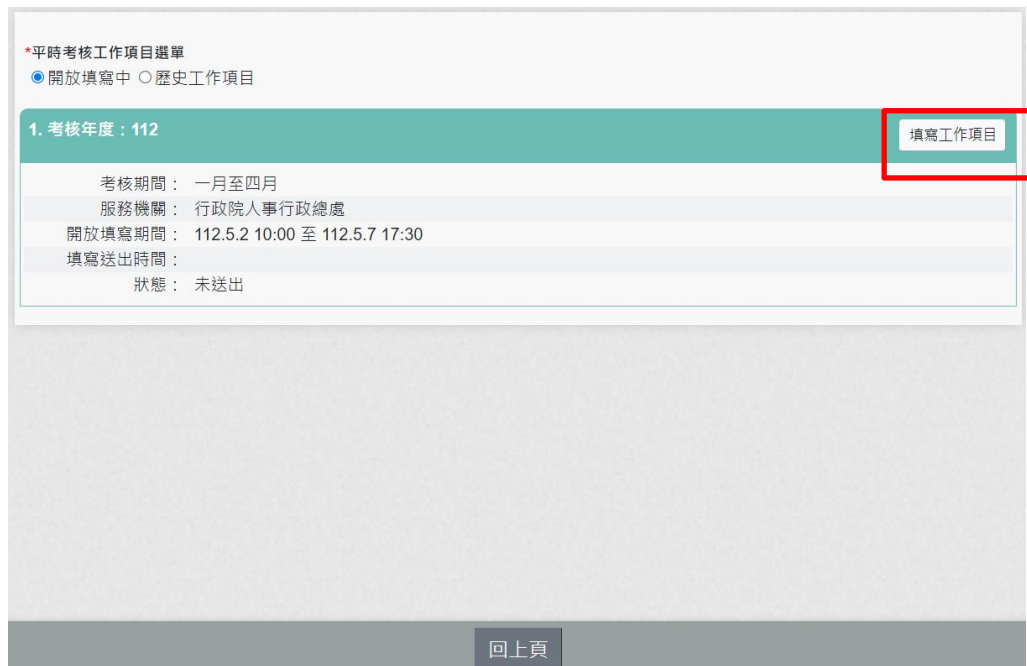 *平時考核工作項目選單
開放填寫中 歷史工作項目
1. 考核年度：112
填寫工作項目
考核期間： 一月至四月
服務機關： 行政院人事行政總處
開放填寫期間： 112.5.2 10:00 至 112.5.7 17:30
填寫送出時間：
狀態： 未送出
回上頁